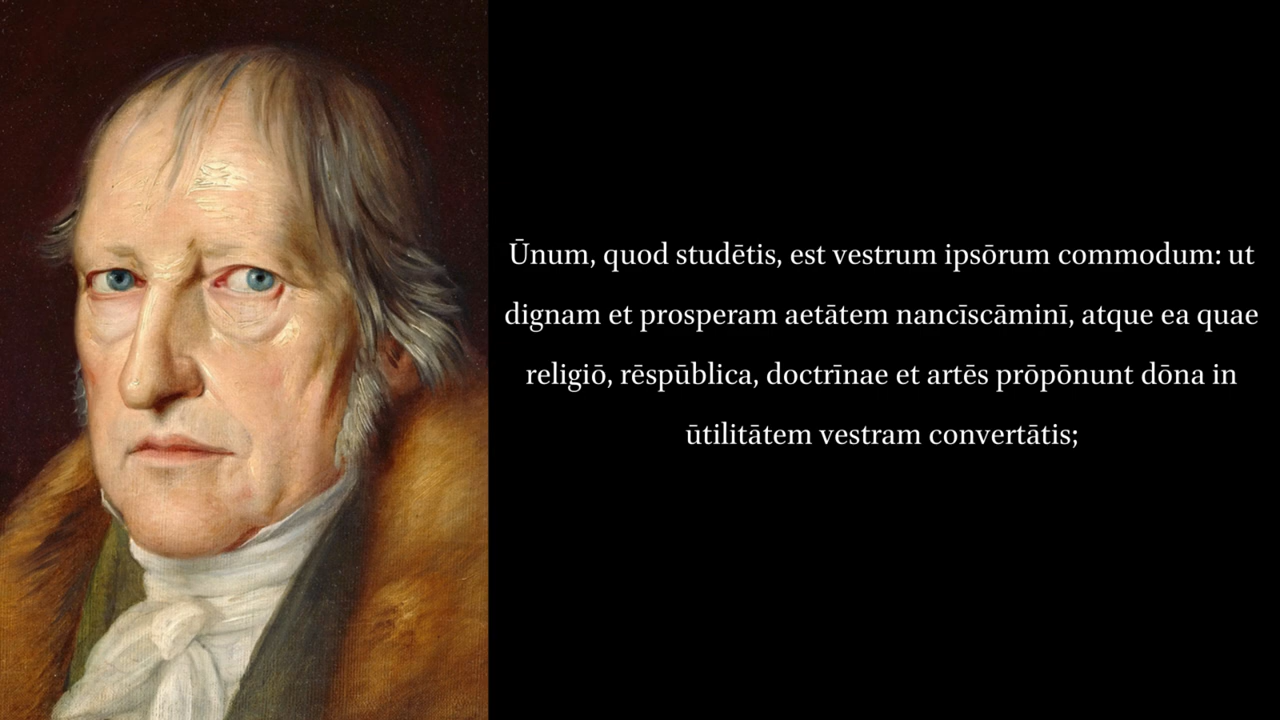 Ūnum, quod studētis, est vestrum ipsōrum commodum: ut
dignam et prosperam aetātem nancīscāminī, atque ea quae
religiō, rēspūblica, doctrīnae et artēs prōpōnunt dōna in
ūtilitātem vestram convertātis;